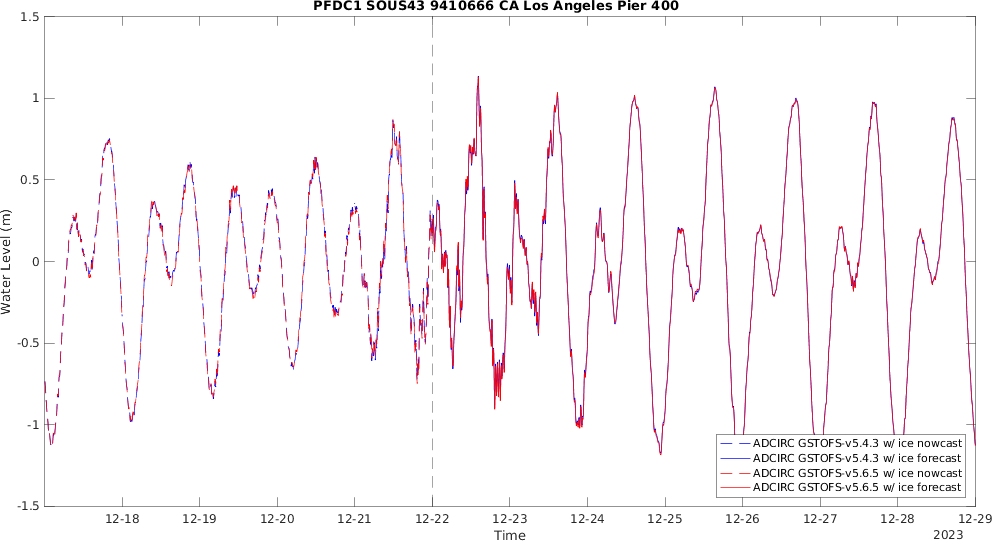 PFDC1 SOUS43 9410666 CA Los Angeles Pier 400
1.5
1
0.5
0
-0.5
-1
-1.5
Water Level (m)
ADCIRC GSTOFS-v5.4.3 w/ ice nowcast
ADCIRC GSTOFS-v5.4.3 w/ ice forecast
ADCIRC GSTOFS-v5.6.5 w/ ice nowcast
ADCIRC GSTOFS-v5.6.5 w/ ice forecast
12-18 12-19 12-20 12-21 12-22 12-23 12-24 12-25 12-26 12-27 12-28 12-29
Time
2023